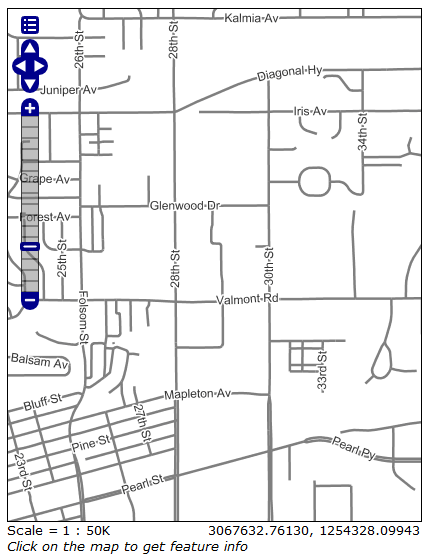 Kalmia Av
26th St
28th St
Diagonal Hy
Juniper Av
Iris Av
34th St
Grape Av
Glenwood Dr
Forest Av
25th St
28th St
30th St
Valmont Rd
Folsom St
Balsam Av
33rd St
Mapleton Av
Bluff St
27th St
Pine St
Pearl Py
23rd St
Pearl St
Scale = 1 : 50K 3067632.76130, 1254328.09943
Click on the map to get feature info